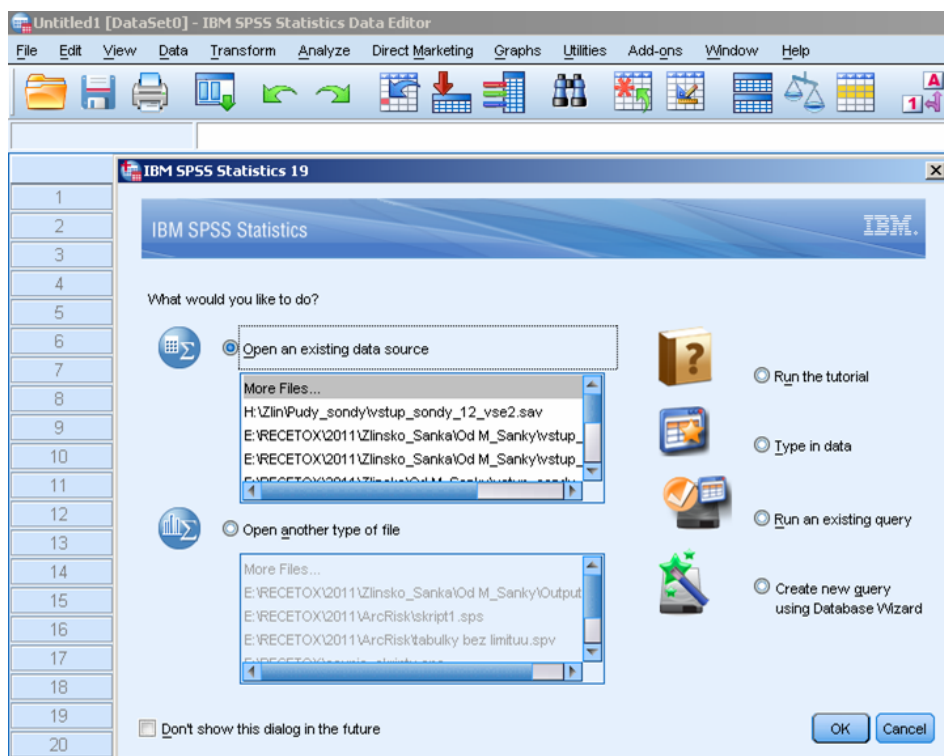 Untitled1 [DataSet0] - IBM SPSS Statistics Data Editor
File Edit View Data Transform Analyze Direct Marketing Graphs Utilities Add-ons Window Help
A
1
IBM SPSS Statistics 19
IBM SPSS Statistics
IBM.
What would you like to do?
Open an existing data source
More Files...
H:\Zlin\Pudy_sondy\vstup_sondy_12_vse2.sav
E:\RECETOX\2011\Zlinsko_Sanka\Od M_Sanky\vstup_
E:\RECETOX\2011\Zlinsko_Sanka\Od M_Sanky\vstup_
Open another type of file
More Files...
E:\RECETOX\2011\Zlinsko_Sanka\Od M_Sanky\Output
E:\RECETOX\2011\ArcRisk\skript1.sps
E:\RECETOX\2011\ArcRisk\tabulky bez limituu.spv
Run the tutorial
Type in data
Run an existing query
Create new query
using Database Wizard
Don't show this dialog in the future
OK
Cancel
1
2
3
4
5
6
7
8
9
10
11
12
13
14
15
16
17
18
19
20